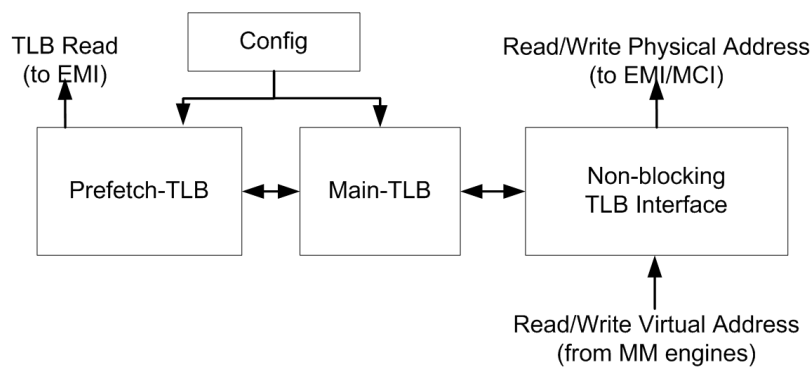 TLB Read
(to EMI)
Config
Read/Write Physical Address
(to EMI/MCI)
Prefetch-TLB
Main-TLB
Non-blocking
TLB Interface
Read/Write Virtual Address
(from MM engines)